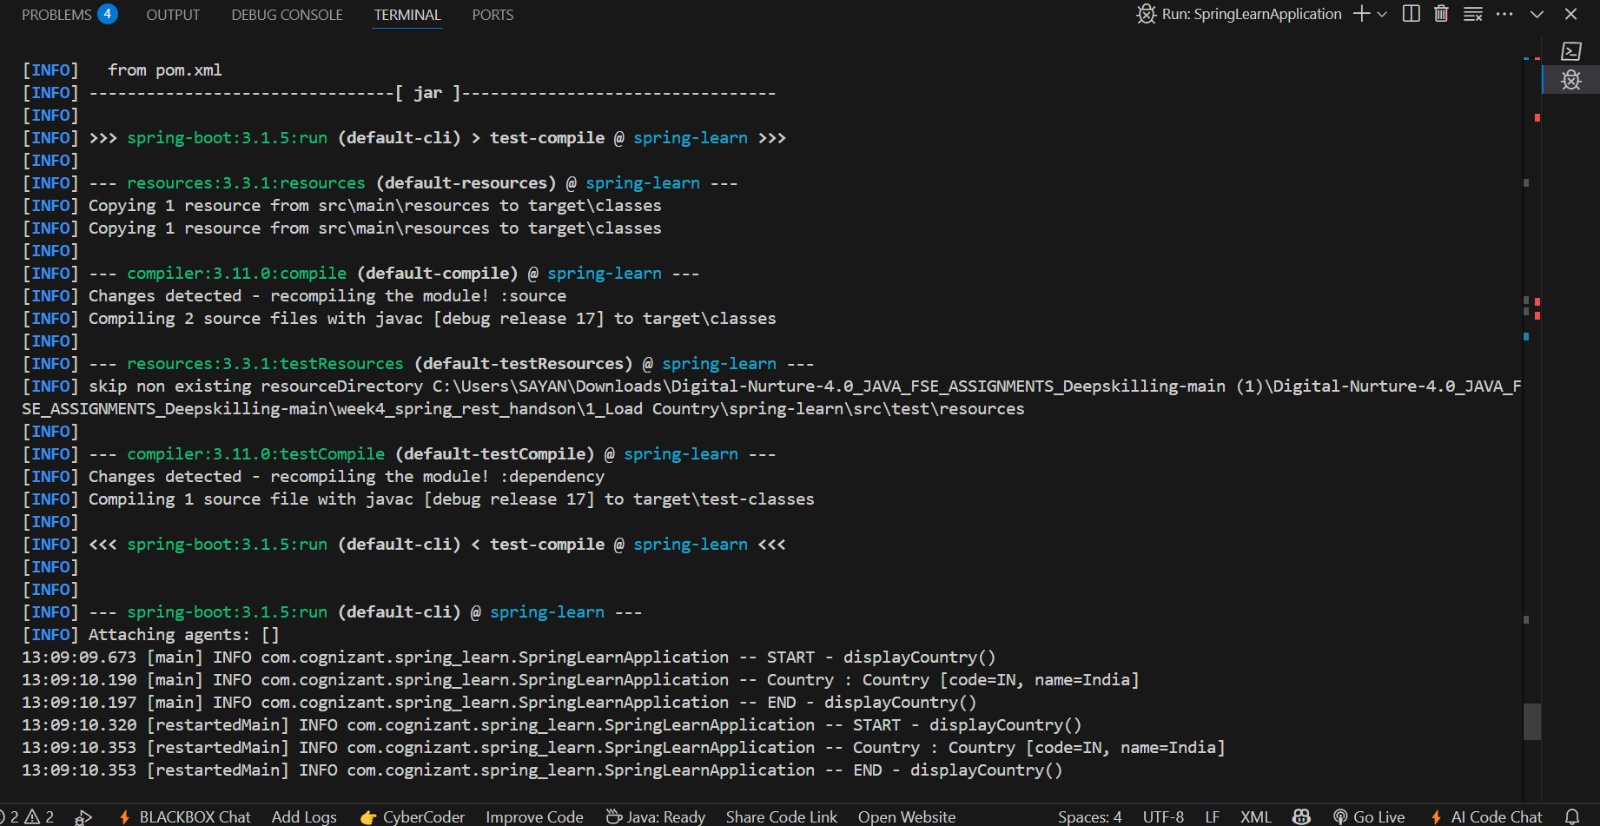 PROBLEMS 4 OUTPUT DEBUG CONSOLE TERMINAL PORTS Run: SpringLearnApplication
[INFO]   from pom.xml
[INFO] --------------------------------[ jar ]---------------------------------
[INFO]
[INFO] >>> spring-boot:3.1.5:run (default-cli) > test-compile @ spring-learn >>>
[INFO]
[INFO] --- resources:3.3.1:resources (default-resources) @ spring-learn ---
[INFO] Copying 1 resource from src\main\resources to target\classes
[INFO] Copying 1 resource from src\main\resources to target\classes
[INFO]
[INFO] --- compiler:3.11.0:compile (default-compile) @ spring-learn ---
[INFO] Changes detected - recompiling the module! :source
[INFO] Compiling 2 source files with javac [debug release 17] to target\classes
[INFO]
[INFO] --- resources:3.3.1:testResources (default-testResources) @ spring-learn ---
[INFO] skip non existing resourceDirectory C:\Users\SAYAN\Downloads\Digital-Nurture-4.0_JAVA_FSE_ASSIGNMENTS_Deepskilling-main (1)\Digital-Nurture-4.0_JAVA_F
SE_ASSIGNMENTS_Deepskilling-main\week4_spring_rest_handson\1_Load Country\spring-learn\src\test\resources
[INFO]
[INFO] --- compiler:3.11.0:testCompile (default-testCompile) @ spring-learn ---
[INFO] Changes detected - recompiling the module! :dependency
[INFO] Compiling 1 source file with javac [debug release 17] to target\test-classes
[INFO]
[INFO] <<< spring-boot:3.1.5:run (default-cli) < test-compile @ spring-learn <<<
[INFO]
[INFO]
[INFO] --- spring-boot:3.1.5:run (default-cli) @ spring-learn ---
[INFO] Attaching agents: []
13:09:09.673 [main] INFO com.cognizant.spring_learn.SpringLearnApplication -- START - displayCountry()
13:09:10.190 [main] INFO com.cognizant.spring_learn.SpringLearnApplication -- Country : Country [code=IN, name=India]
13:09:10.197 [main] INFO com.cognizant.spring_learn.SpringLearnApplication -- END - displayCountry()
13:09:10.320 [restartedMain] INFO com.cognizant.spring_learn.SpringLearnApplication -- START - displayCountry()
13:09:10.353 [restartedMain] INFO com.cognizant.spring_learn.SpringLearnApplication -- Country : Country [code=IN, name=India]
13:09:10.353 [restartedMain] INFO com.cognizant.spring_learn.SpringLearnApplication -- END - displayCountry()
2 2 BLACKBOX Chat Add Logs CyberCoder Improve Code Java: Ready Share Code Link Open Website Spaces: 4 UTF-8 LF XML Go Live AI Code Chat